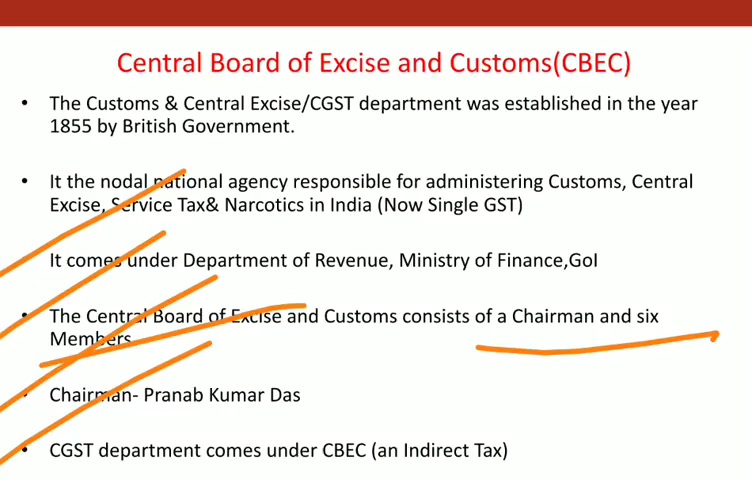 Central Board of Excise and Customs(CBEC)
• The Customs & Central Excise/CGST department was established in the year
1855 by British Government.
• It the nodal national agency responsible for administering Customs, Central
Excise, Service Tax& Narcotics in India (Now Single GST)
It comes under Department of Revenue, Ministry of Finance,GoI
• The Central Board of Excise and Customs consists of a Chairman and six
Members
• Chairman- Pranab Kumar Das
• CGST department comes under CBEC (an Indirect Tax)